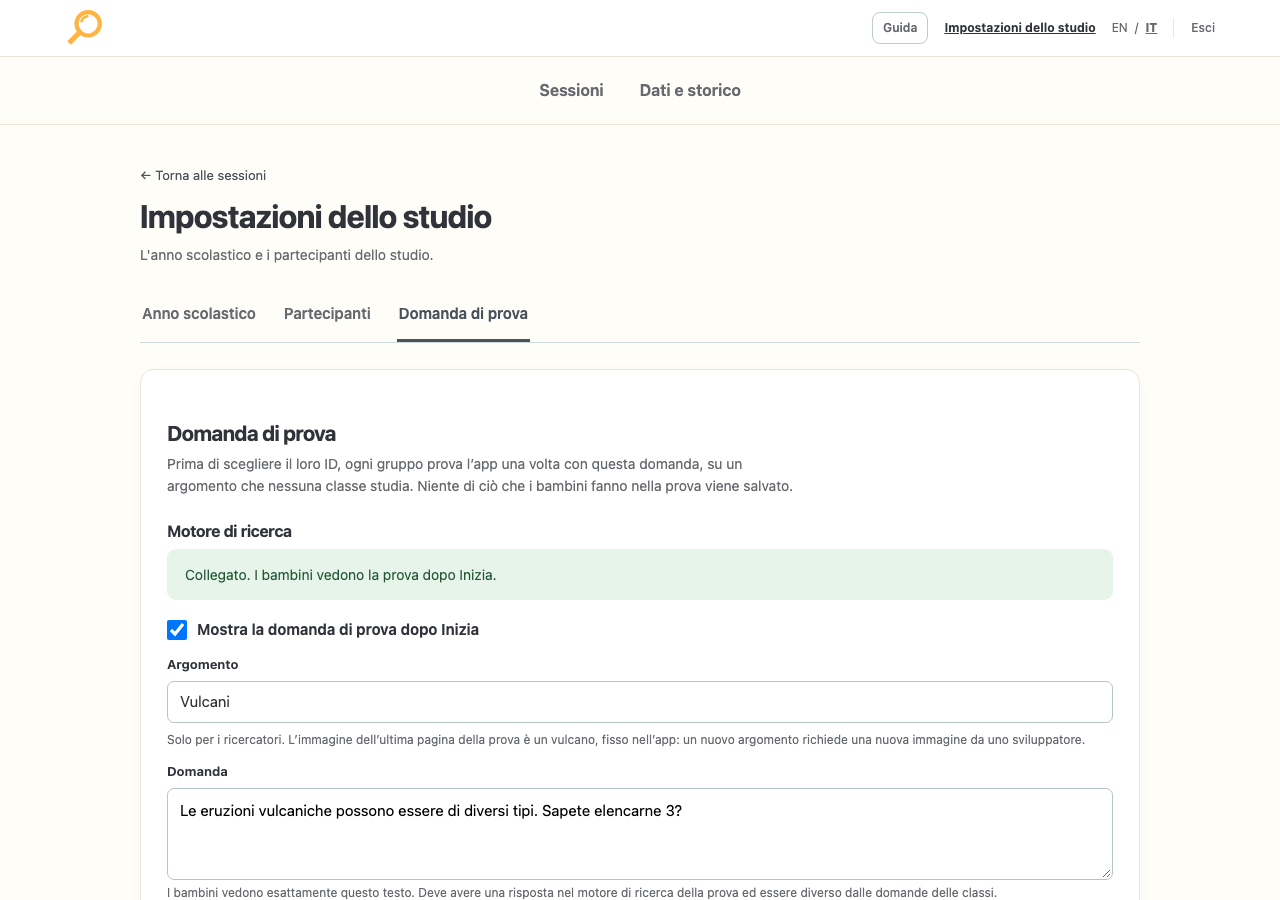 Guida
Impostazioni dello studio
EN / IT
Esci
Sessioni
Dati e storico
← Torna alle sessioni
Impostazioni dello studio
L'anno scolastico e i partecipanti dello studio.
Anno scolastico
Partecipanti
Domanda di prova
Domanda di prova
Prima di scegliere il loro ID, ogni gruppo prova l’app una volta con questa domanda, su un
argomento che nessuna classe studia. Niente di ciò che i bambini fanno nella prova viene salvato.
Motore di ricerca
Collegato. I bambini vedono la prova dopo Inizia.
Mostra la domanda di prova dopo Inizia
Argomento
Vulcani
Solo per i ricercatori. L’immagine dell’ultima pagina della prova è un vulcano, fisso nell’app: un nuovo argomento richiede una nuova immagine da uno sviluppatore.
Domanda
Le eruzioni vulcaniche possono essere di diversi tipi. Sapete elencarne 3?
I bambini vedono esattamente questo testo. Deve avere una risposta nel motore di ricerca della prova ed essere diverso dalle domande delle classi.